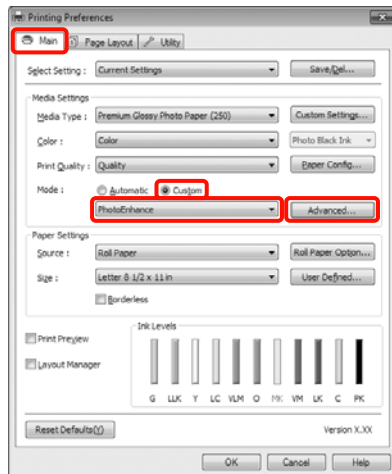 Printing Preferences
Main Page Layout Utility
Select Setting : Current Settings Save/Del...
Media Settings
Media Type : Premium Glossy Photo Paper (250) Custom Settings...
Color : Color Photo Black Ink
Print Quality : Quality Paper Config...
Mode : Automatic Custom
PhotoEnhance Advanced...
Paper Settings
Source : Roll Paper Roll Paper Option...
Size : Letter 8 1/2 x 11 in User Defined...
Borderless
Print Preview
Layout Manager
Ink Levels
G LLK Y LC VLM O MK VM LK C PK
Reset Defaults(Y) Version X.XX
OK Cancel Help